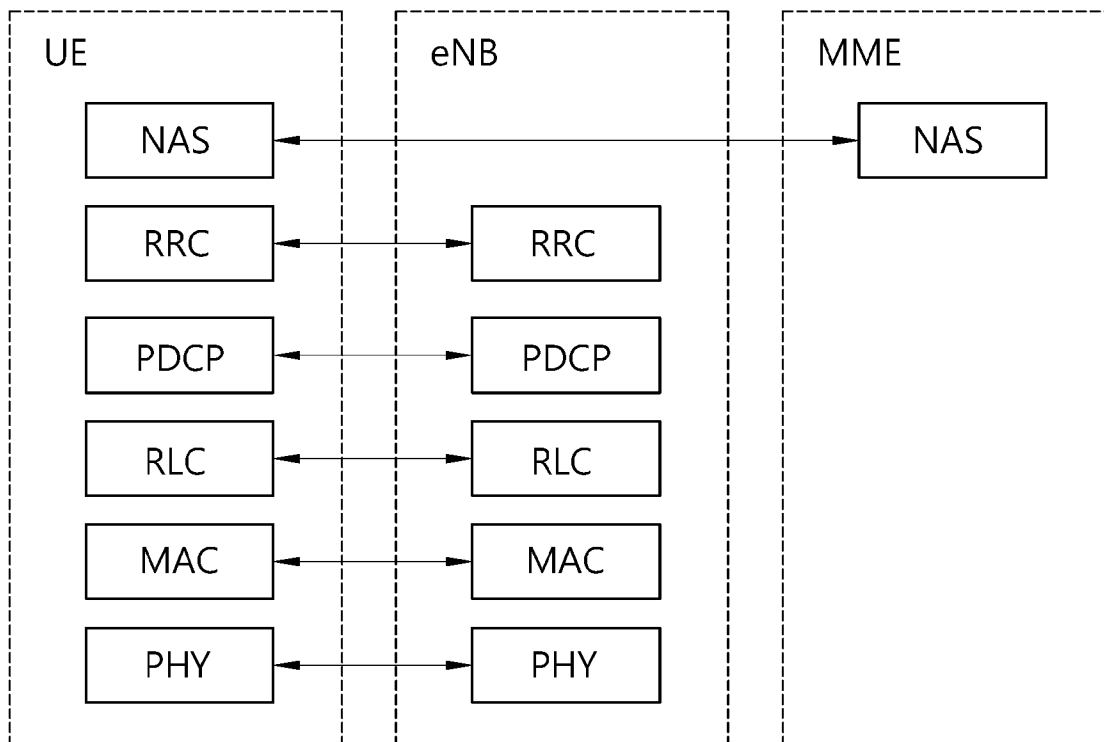 UE eNB MME
NAS NAS
RRC RRC
PDCP PDCP
RLC RLC
MAC MAC
PHY PHY